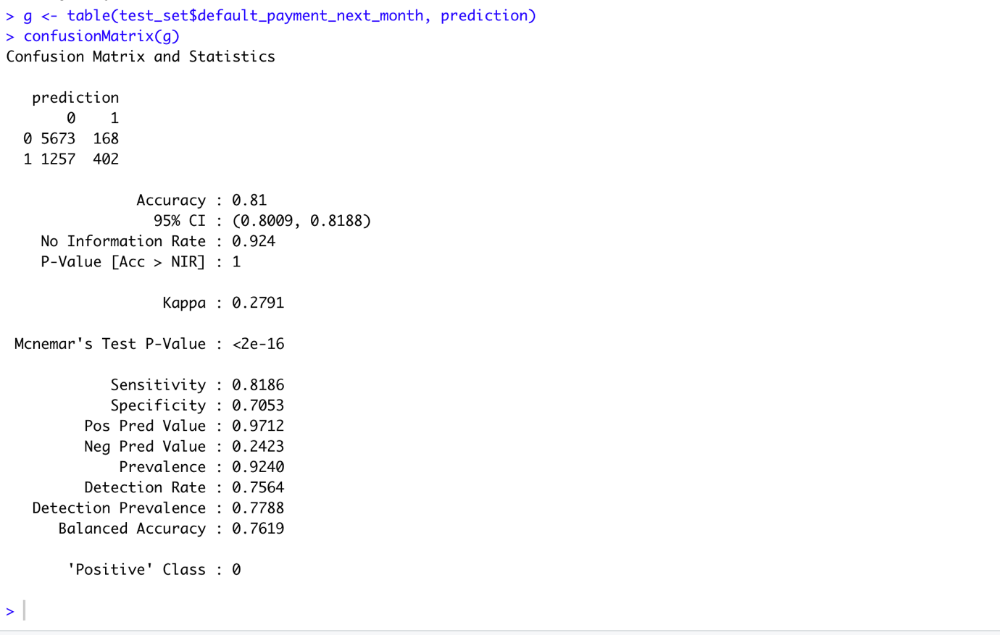 > g <- table(test_set$default_payment_next_month, prediction)
> confusionMatrix(g)
Confusion Matrix and Statistics
prediction
0 1
0 5673 168
1 1257 402
Accuracy : 0.81
95% CI : (0.8009, 0.8188)
No Information Rate : 0.924
P-Value [Acc > NIR] : 1
Kappa : 0.2791
Mcnemar's Test P-Value : <2e-16
Sensitivity : 0.8186
Specificity : 0.7053
Pos Pred Value : 0.9712
Neg Pred Value : 0.2423
Prevalence : 0.9240
Detection Rate : 0.7564
Detection Prevalence : 0.7788
Balanced Accuracy : 0.7619
'Positive' Class : 0
>